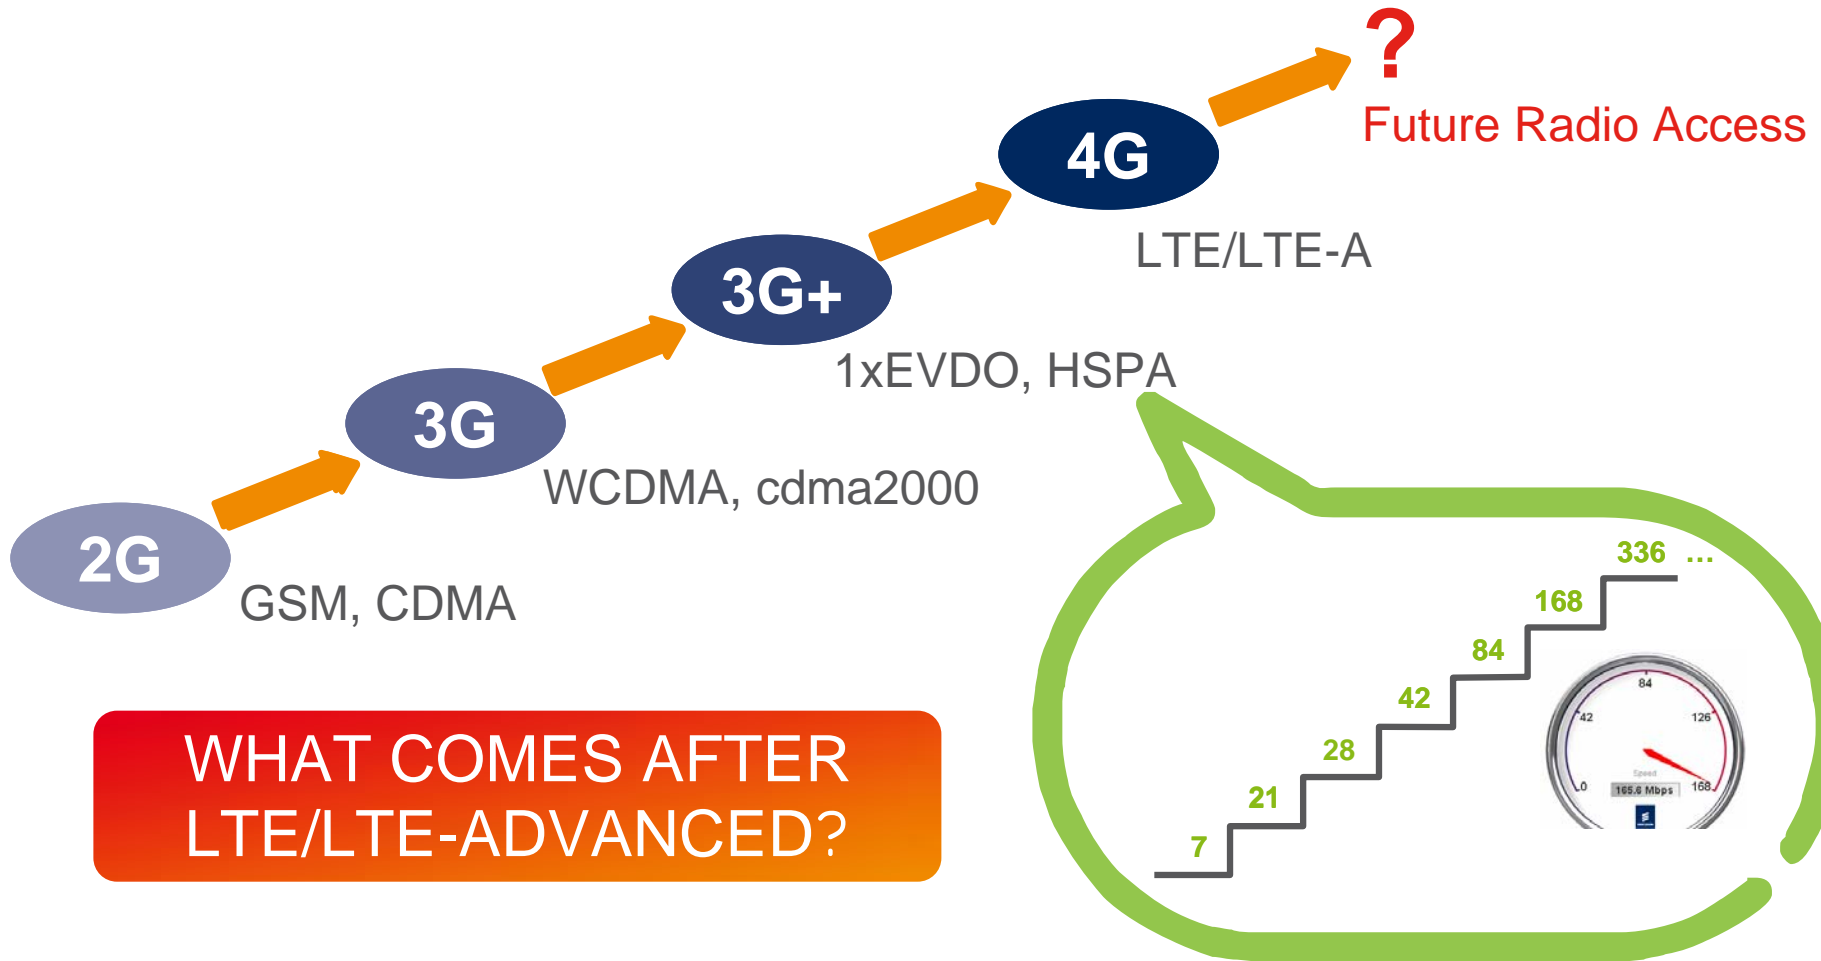 ?
Future Radio Access
4G
LTE/LTE-A
3G+
1xEVDO, HSPA
3G
WCDMA, cdma2000
2G
GSM, CDMA
WHAT COMES AFTER
LTE/LTE-ADVANCED?
336 ...
168
84
42
28
21
7
84
42
126
Speed
0
165.6 Mbps
168